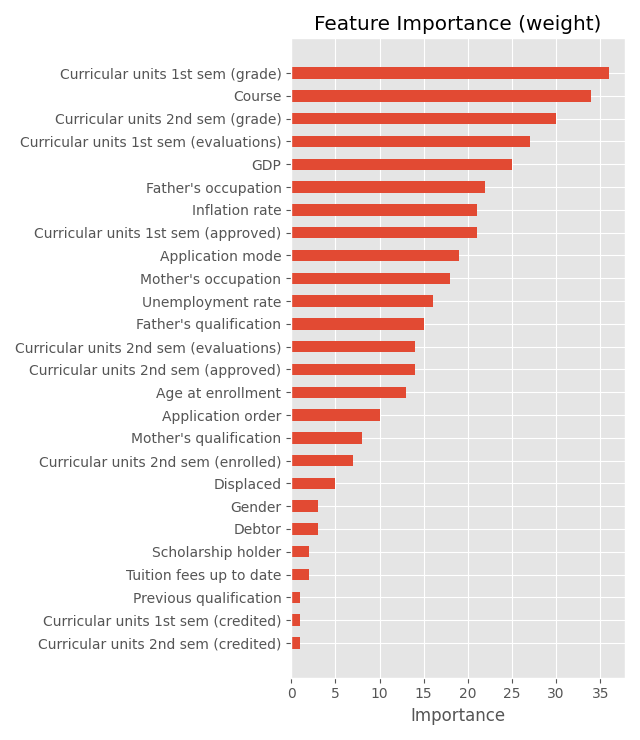 Feature Importance (weight)
Curricular units 1st sem (grade)
Course
Curricular units 2nd sem (grade)
Curricular units 1st sem (evaluations)
GDP
Father's occupation
Inflation rate
Curricular units 1st sem (approved)
Application mode
Mother's occupation
Unemployment rate
Father's qualification
Curricular units 2nd sem (evaluations)
Curricular units 2nd sem (approved)
Age at enrollment
Application order
Mother's qualification
Curricular units 2nd sem (enrolled)
Displaced
Gender
Debtor
Scholarship holder
Tuition fees up to date
Previous qualification
Curricular units 1st sem (credited)
Curricular units 2nd sem (credited)
0 5 10 15 20 25 30 35
Importance